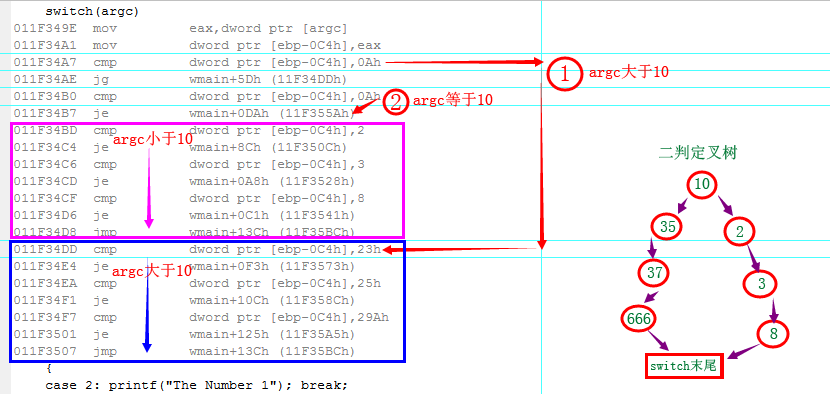 switch(argc)
011F349E mov eax,dword ptr [argc]
011F34A1 mov dword ptr [ebp-0C4h],eax
011F34A7 cmp dword ptr [ebp-0C4h],0Ah
① argc大于10
011F34AE jg wmain+5Dh (11F34DDh)
011F34B0 cmp dword ptr [ebp-0C4h],0Ah
② argc等于10
011F34B7 je wmain+0DAh (11F355Ah)
011F34BD cmp dword ptr [ebp-0C4h],2
argc小于10
011F34C4 je wmain+8Ch (11F350Ch)
011F34C6 cmp dword ptr [ebp-0C4h],3
011F34CD je wmain+0A8h (11F3528h)
011F34CF cmp dword ptr [ebp-0C4h],8
011F34D6 je wmain+0C1h (11F3541h)
011F34D8 jmp wmain+13Ch (11F35BCh)
011F34DD cmp dword ptr [ebp-0C4h],23h
011F34E4 je wmain+0F3h (11F3573h)
argc大于10
011F34EA cmp dword ptr [ebp-0C4h],25h
011F34F1 je wmain+10Ch (11F358Ch)
011F34F7 cmp dword ptr [ebp-0C4h],29Ah
011F3501 je wmain+125h (11F35A5h)
011F3507 jmp wmain+13Ch (11F35BCh)
{
case 2: printf("The Number 1"); break;
二判定叉树
10
35
2
37
3
666
8
switch末尾